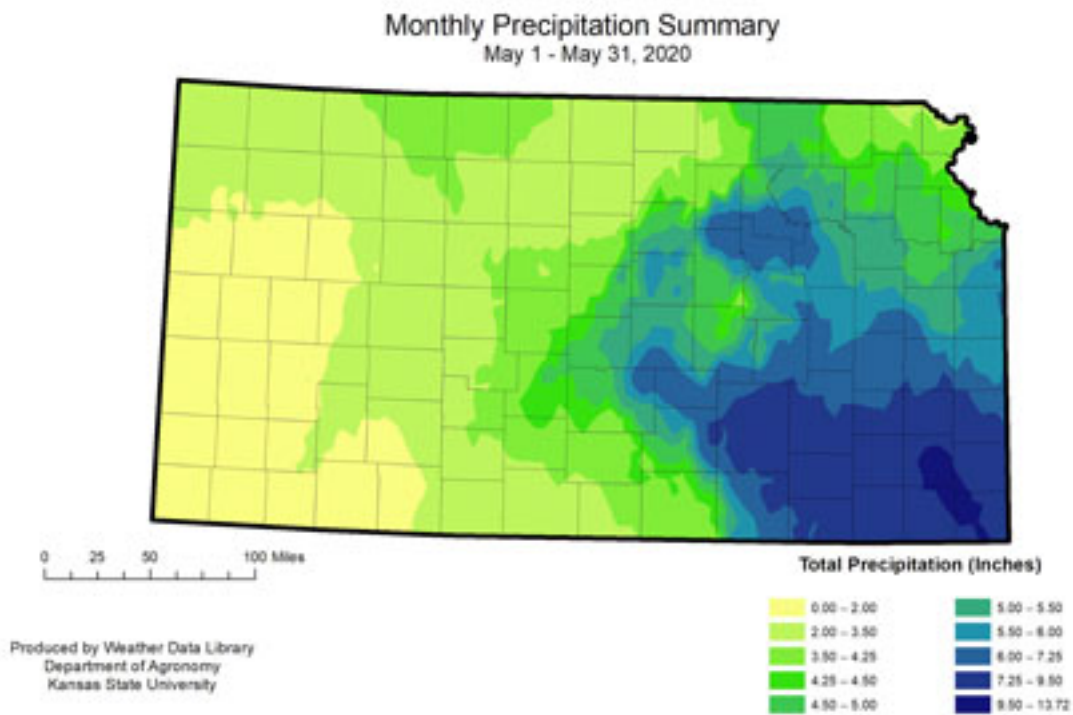 Monthly Precipitation Summary
May 1 - May 31, 2020
0 25 50 100 Miles
Produced by Weather Data Library
Department of Agronomy
Kansas State University
Total Precipitation (Inches)
0.00 - 2.00
2.00 - 3.50
3.50 - 4.25
4.25 - 4.50
4.50 - 5.00
5.00 - 5.50
5.50 - 6.00
6.00 - 7.25
7.25 - 9.50
9.50 - 13.72